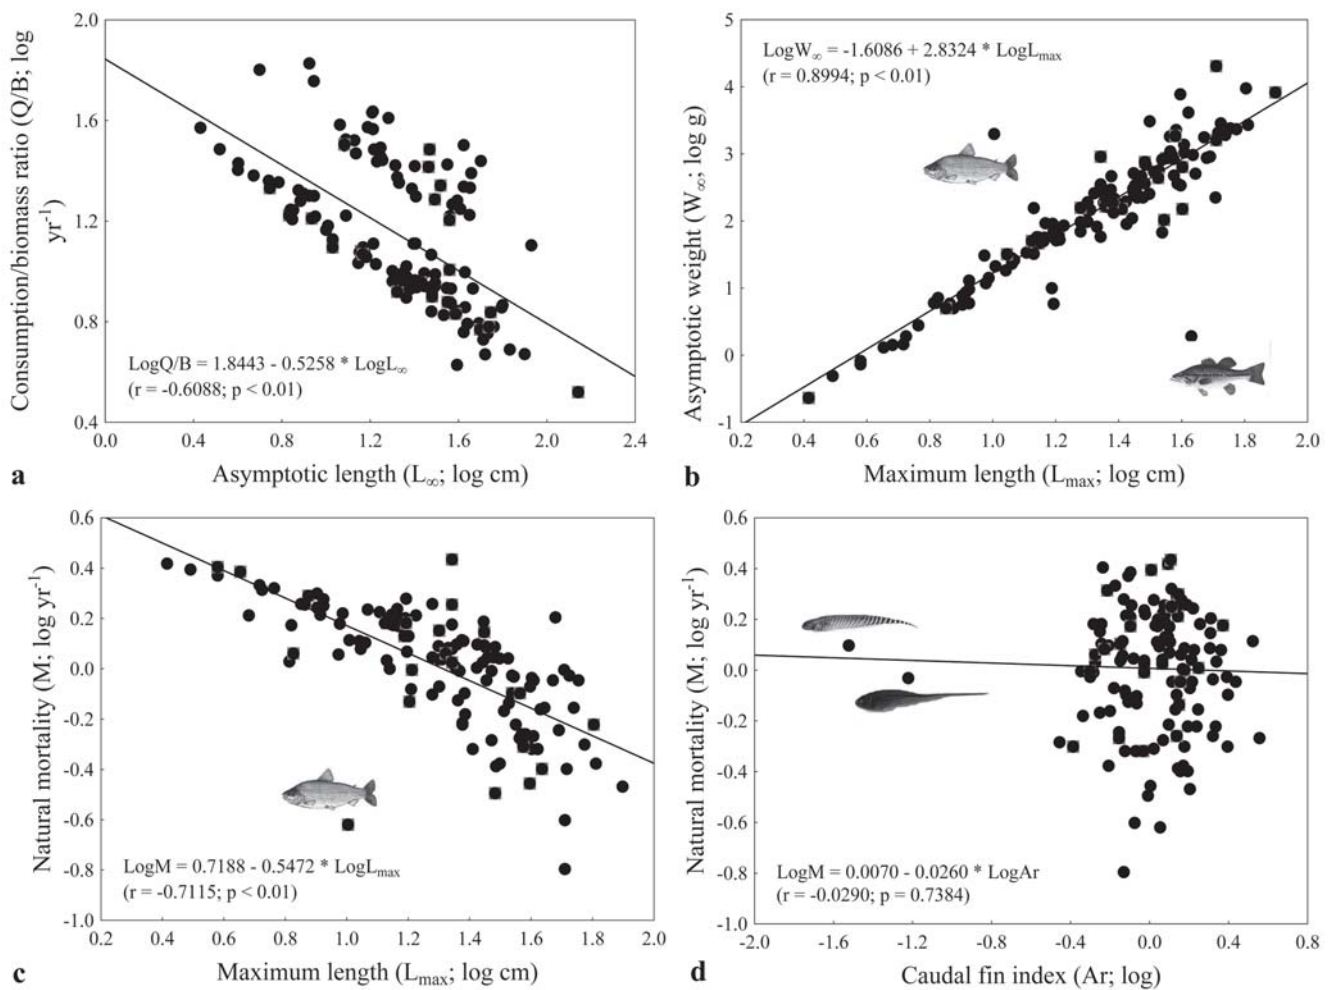 Consumption/biomass ratio (Q/B; log
yr⁻¹)
2.0
1.6
1.2
0.8
0.4
LogQ/B = 1.8443 - 0.5258 * LogL∞
(r = -0.6088; p < 0.01)
0.0 0.4 0.8 1.2 1.6 2.0 2.4
Asymptotic length (L∞; log cm)
a
Asymptotic weight (W∞; log g)
5
4
3
2
1
0
-1
LogW∞ = -1.6086 + 2.8324 * LogLmax
(r = 0.8994; p < 0.01)
0.2 0.4 0.6 0.8 1.0 1.2 1.4 1.6 1.8 2.0
Maximum length (Lmax; log cm)
b
Natural mortality (M; log yr⁻¹)
0.6
0.4
0.2
0.0
-0.2
-0.4
-0.6
-0.8
-1.0
LogM = 0.7188 - 0.5472 * LogLmax
(r = -0.7115; p < 0.01)
0.2 0.4 0.6 0.8 1.0 1.2 1.4 1.6 1.8 2.0
Maximum length (Lmax; log cm)
c
Natural mortality (M; log yr⁻¹)
0.6
0.4
0.2
0.0
-0.2
-0.4
-0.6
-0.8
-1.0
LogM = 0.0070 - 0.0260 * LogAr
(r = -0.0290; p = 0.7384)
-2.0 -1.6 -1.2 -0.8 -0.4 0.0 0.4 0.8
Caudal fin index (Ar; log)
d